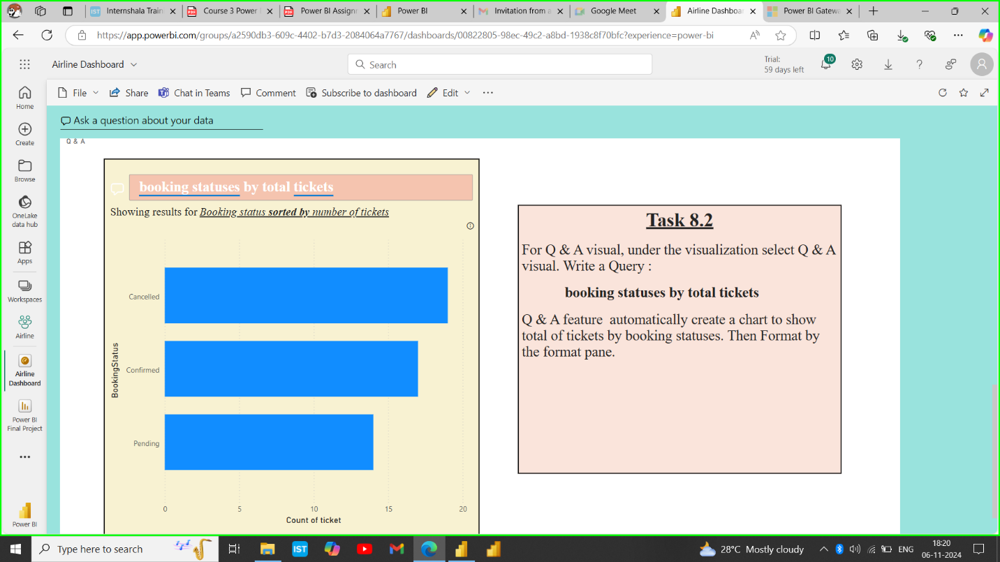 Internshala Train
Course 3 Power
Power BI Assign
Power BI
Invitation from a
Google Meet
Airline Dashboa
Power BI Gatew
https://app.powerbi.com/groups/a2590db3-609c-4402-b7d3-2084064a7767/dashboards/00822805-98ec-49c2-a8bd-1938c8f70bfc?experience=power-bi
Airline Dashboard
Search
Trial:
59 days left
10
File
Share
Chat in Teams
Comment
Subscribe to dashboard
Edit
Home
Create
Browse
OneLake
data hub
Apps
Workspaces
Airline
Airline
Dashboard
Power BI
Final Project
Power BI
Ask a question about your data
Q & A
booking statuses by total tickets
Showing results for Booking status sorted by number of tickets
BookingStatus
Cancelled
Confirmed
Pending
0 5 10 15 20
Count of ticket
Task 8.2
For Q & A visual, under the visualization select Q & A
visual. Write a Query :
booking statuses by total tickets
Q & A feature automatically create a chart to show
total of tickets by booking statuses. Then Format by
the format pane.
Type here to search
IST
28°C Mostly cloudy
ENG
18:20
06-11-2024